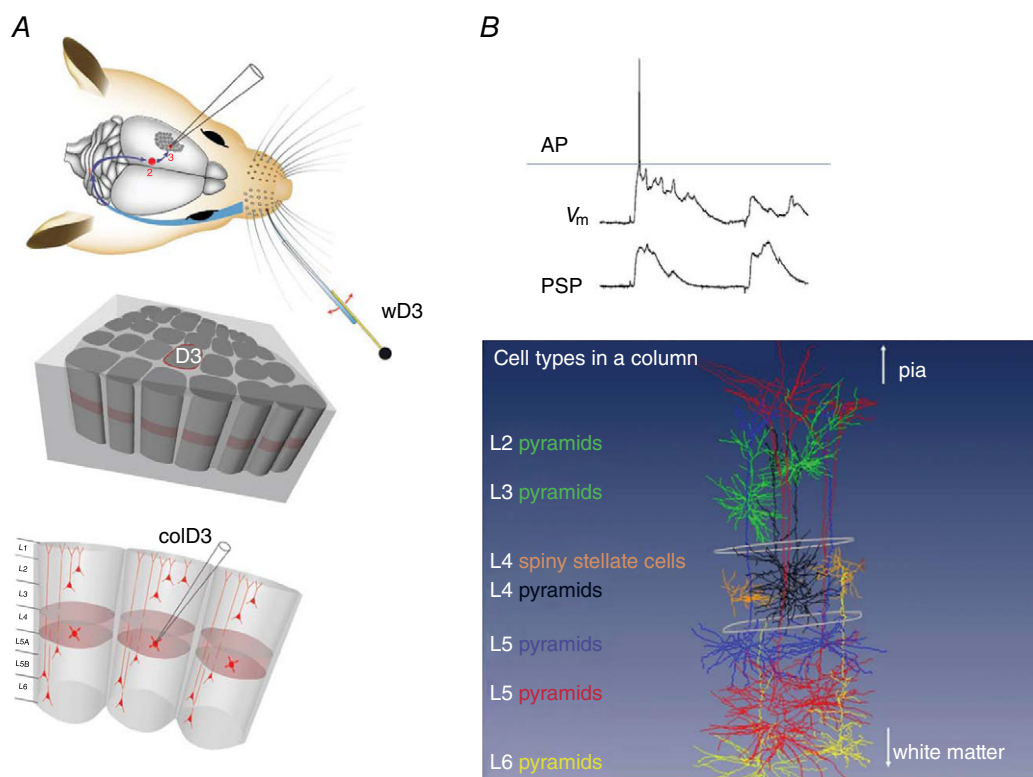 A
3
2
wD3
D3
colD3
L1
L2
L3
L4
L5A
L5B
L6
B
AP
Vm
PSP
Cell types in a column
pia
L2 pyramids
L3 pyramids
L4 spiny stellate cells
L4 pyramids
L5 pyramids
L5 pyramids
white matter
L6 pyramids